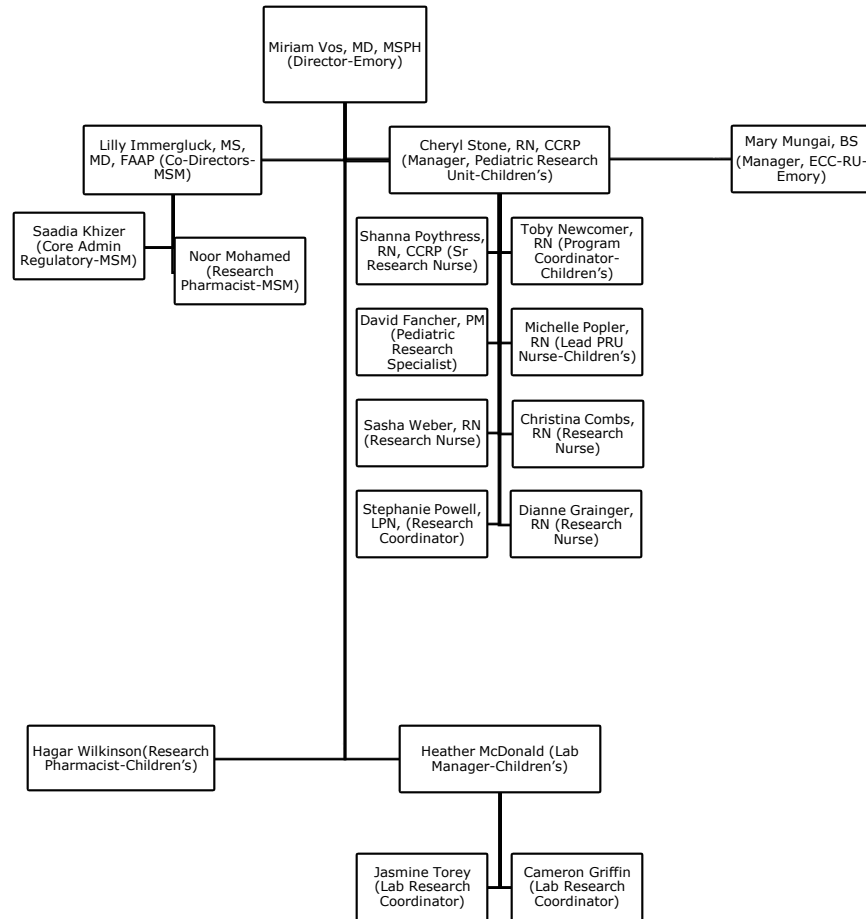 Miriam Vos, MD, MSPH
(Director-Emory)
Lilly Immergluck, MS,
MD, FAAP (Co-Directors-
MSM)
Cheryl Stone, RN, CCRP
(Manager, Pediatric Research
Unit-Children's)
Mary Mungai, BS
(Manager, ECC-RU-
Emory)
Saadia Khizer
(Core Admin
Regulatory-MSM)
Noor Mohamed
(Research
Pharmacist-MSM)
Shanna Poythress,
RN, CCRP (Sr
Research Nurse)
Toby Newcomer,
RN (Program
Coordinator-
Children's)
David Fancher, PM
(Pediatric
Research
Specialist)
Michelle Popler,
RN (Lead PRU
Nurse-Children's)
Sasha Weber, RN
(Research Nurse)
Christina Combs,
RN (Research
Nurse)
Stephanie Powell,
LPN, (Research
Coordinator)
Dianne Grainger,
RN (Research
Nurse)
Hagar Wilkinson(Research
Pharmacist-Children's)
Heather McDonald (Lab
Manager-Children's)
Jasmine Torey
(Lab Research
Coordinator)
Cameron Griffin
(Lab Research
Coordinator)